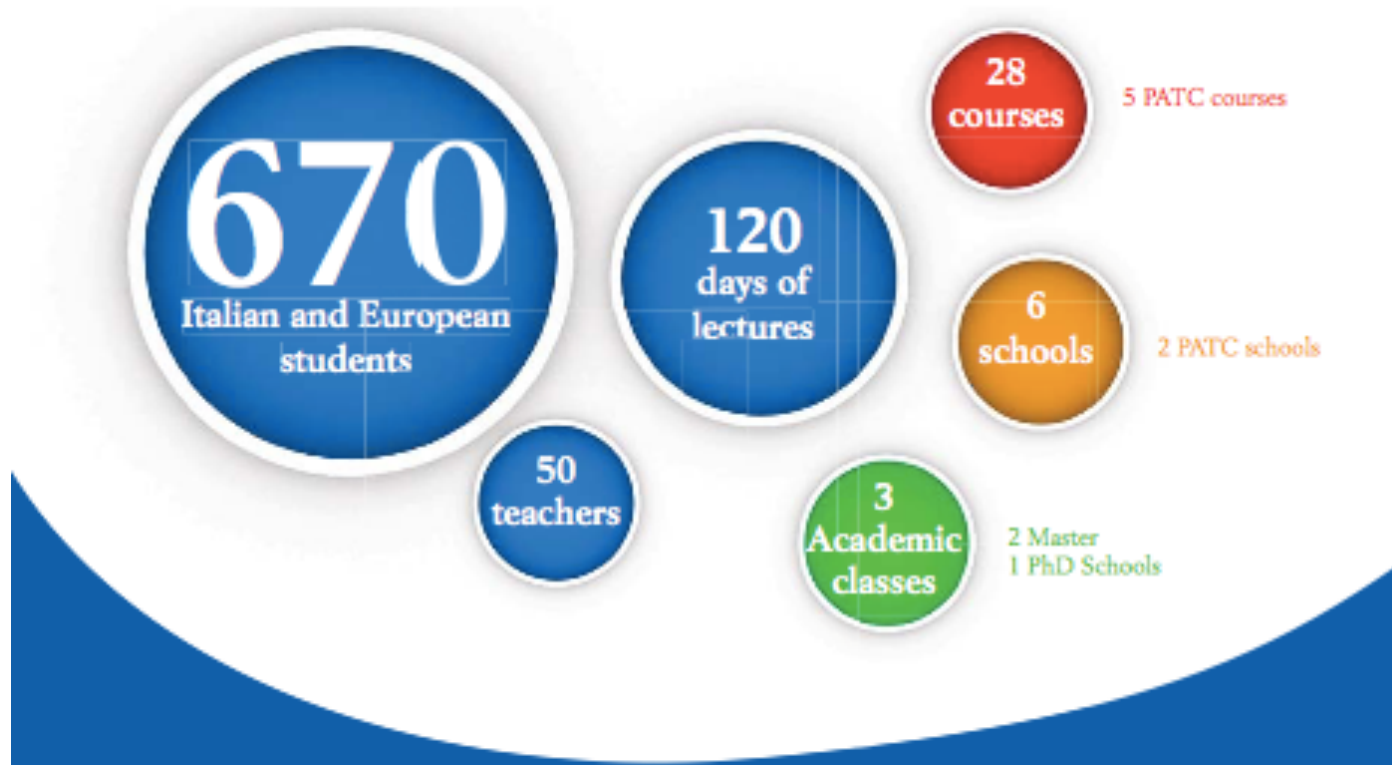 670
Italian and European
students
120
days of
lectures
50
teachers
28
courses
5 PATC courses
6
schools
2 PATC schools
3
Academic
classes
2 Master
1 PhD Schools